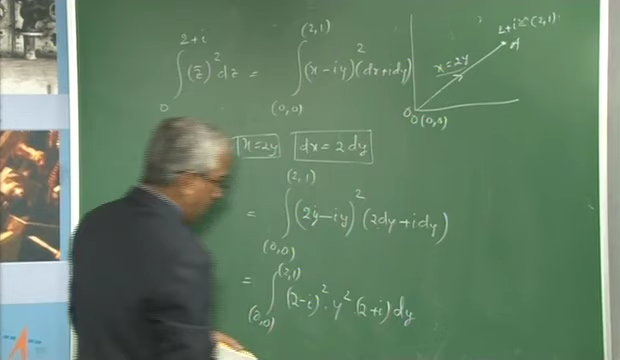 ∫₀^{2+i} (z̄)² dz = ∫_{(0,0)}^{(2,1)} (x−iy)² (dx+idy)
2+i≅(2,1)
A
x=2y
O (0,0)
x=2y dx = 2 dy
= ∫_{(0,0)}^{(2,1)} (2y−iy)² (2dy+idy)
= ∫_{(0,0)}^{(2,1)} (2−i)² . y² (2+i) dy